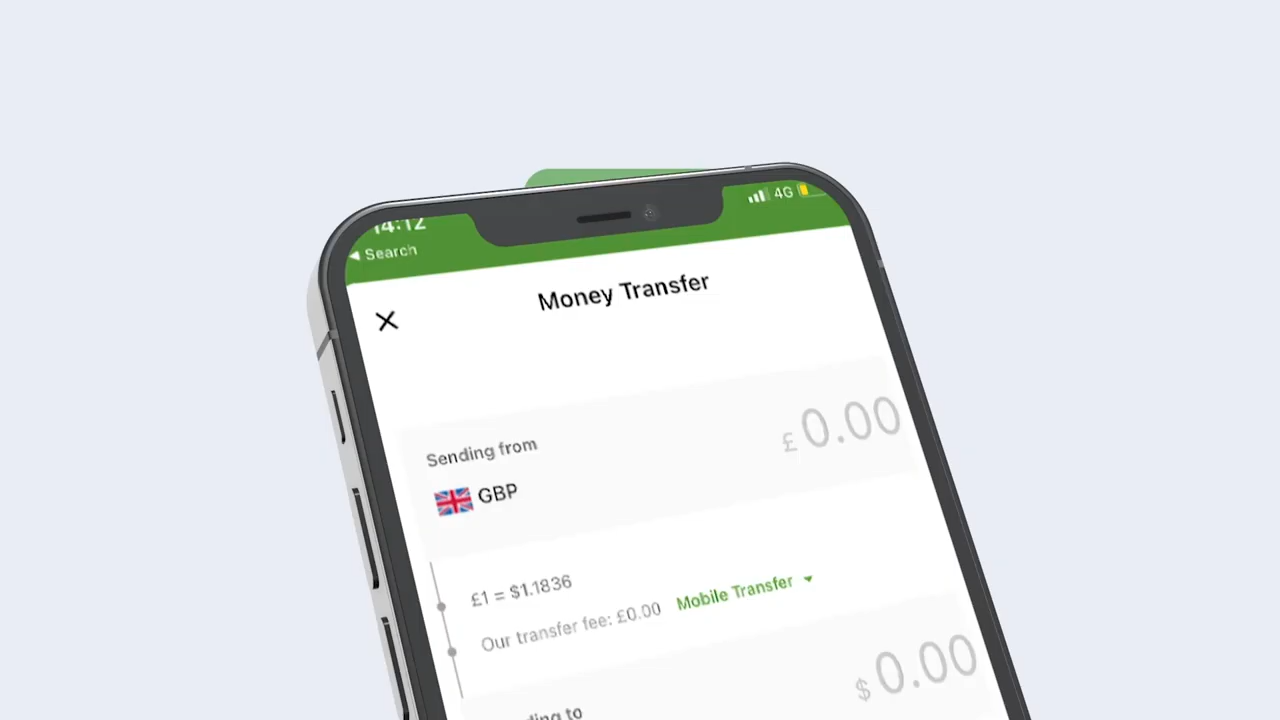 14:12
4G
◀ Search
Money Transfer
£ 0.00
Sending from
GBP
£1 = $1.1836
Our transfer fee: £0.00 Mobile Transfer
$ 0.00
to